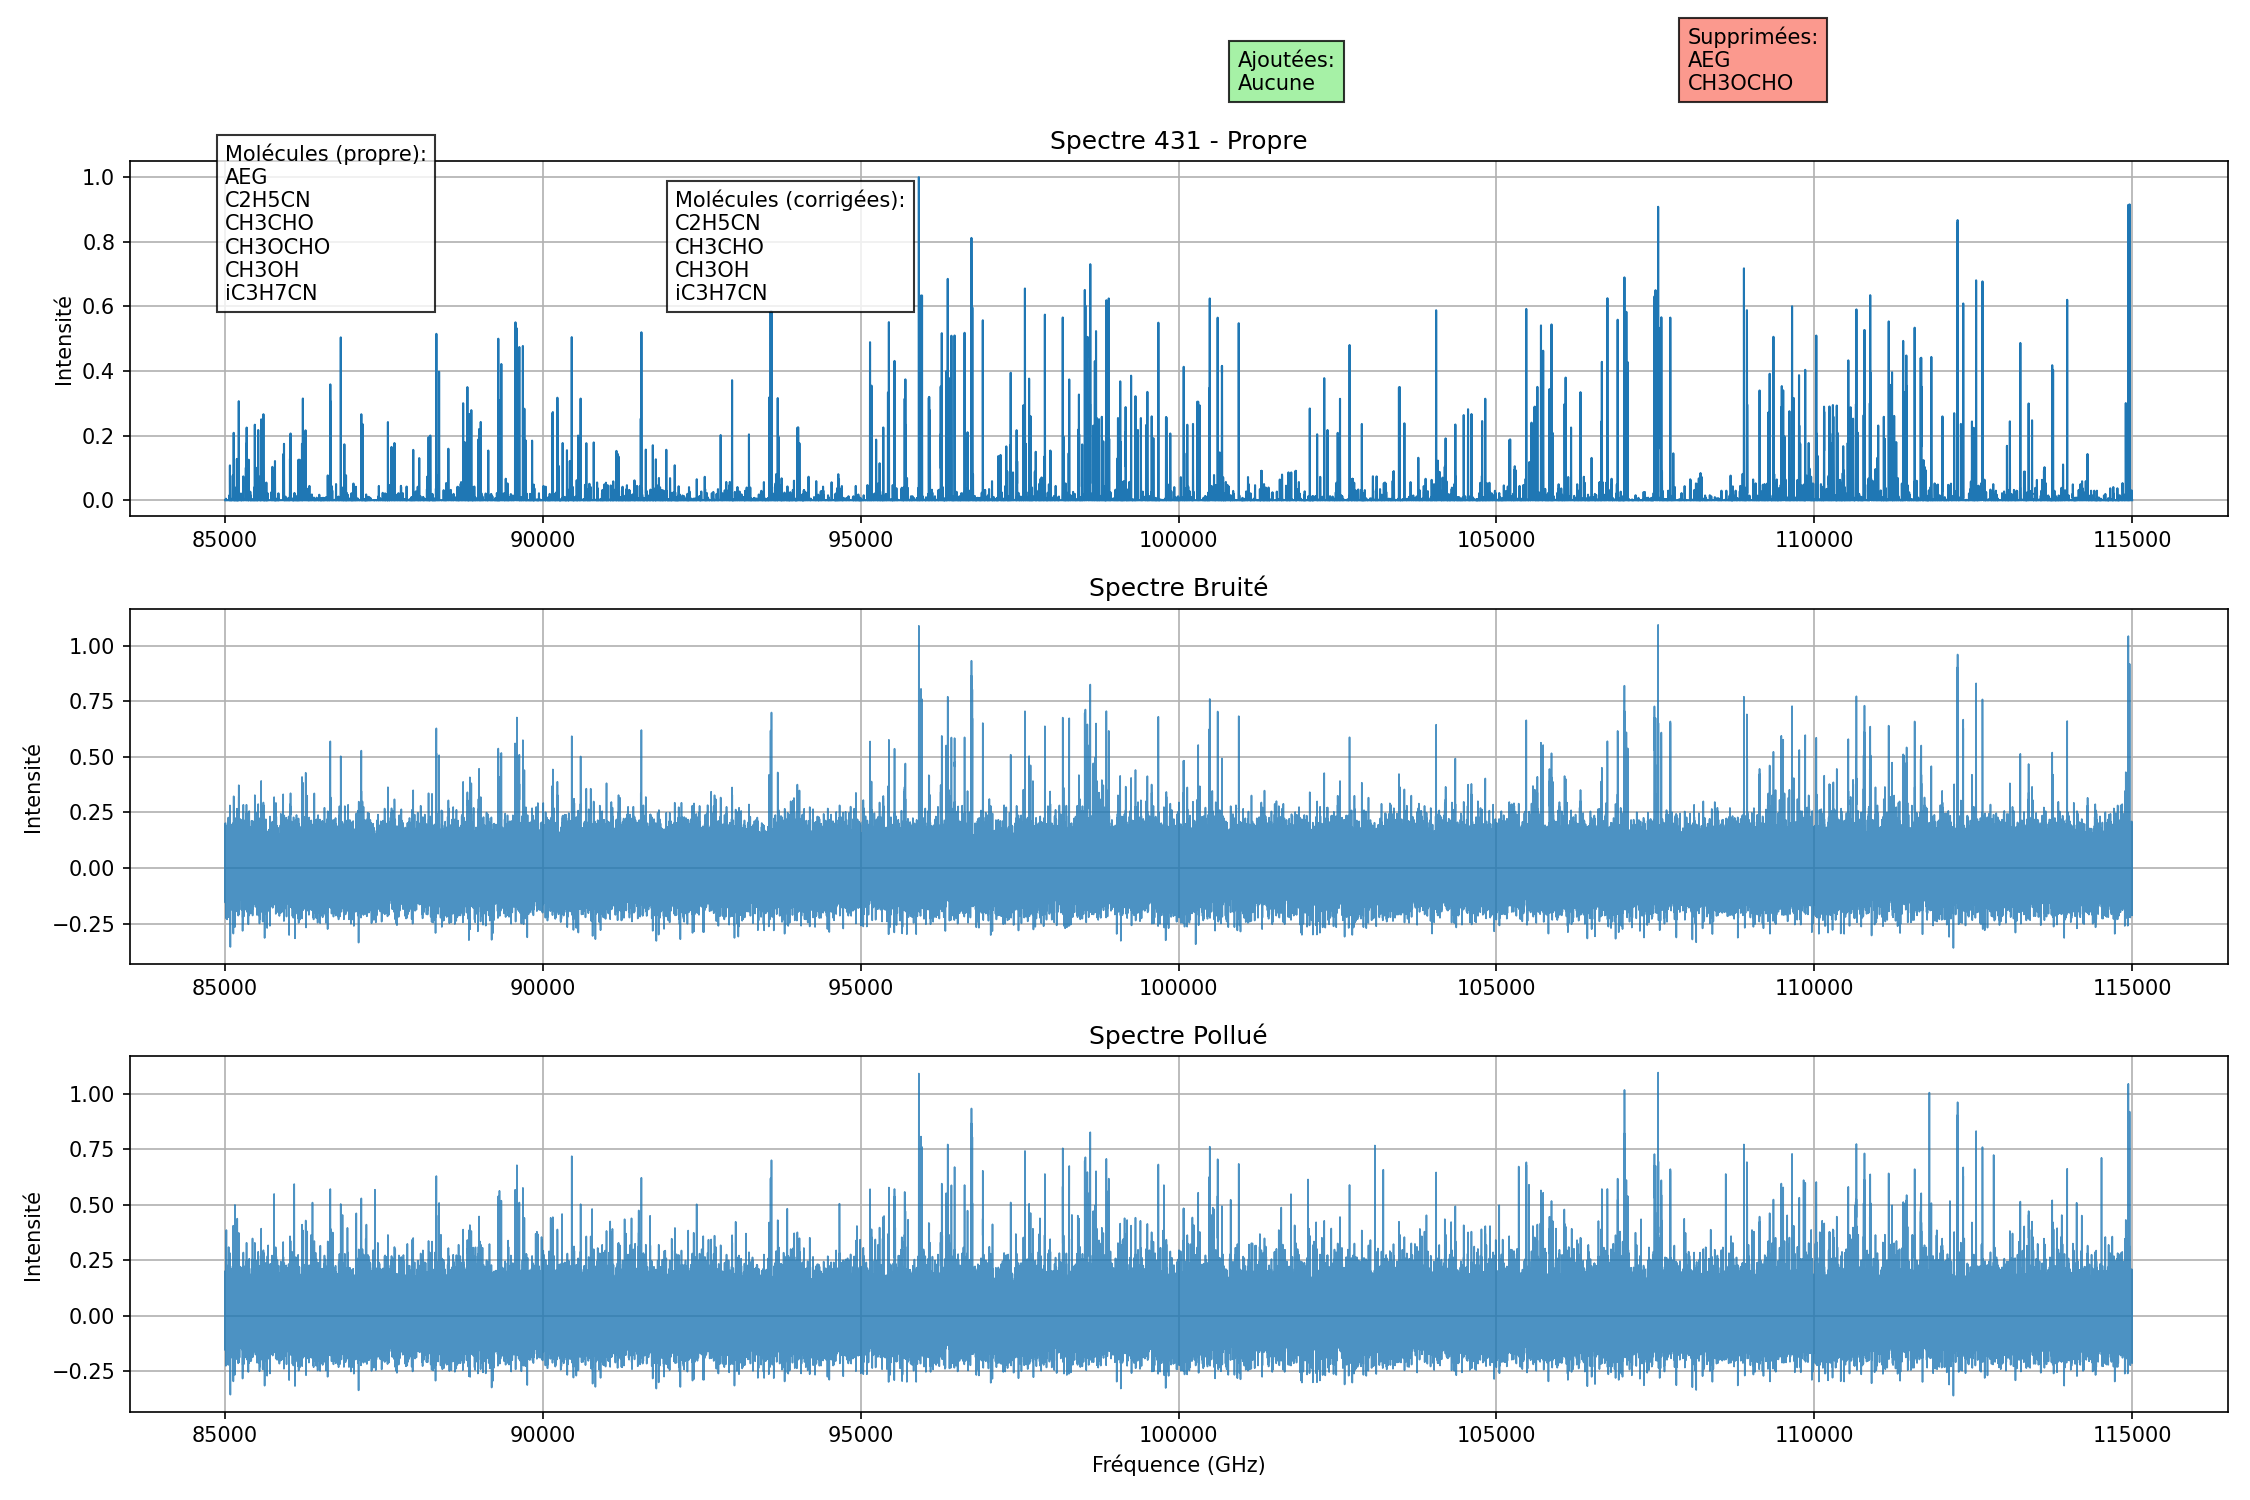 Ajoutées:
Aucune
Supprimées:
AEG
CH3OCHO
Spectre 431 - Propre
Molécules (propre):
AEG
C2H5CN
CH3CHO
CH3OCHO
CH3OH
iC3H7CN
Molécules (corrigées):
C2H5CN
CH3CHO
CH3OH
iC3H7CN
Intensité
1.0
0.8
0.6
0.4
0.2
0.0
85000 90000 95000 100000 105000 110000 115000
Spectre Bruité
Intensité
1.00
0.75
0.50
0.25
0.00
−0.25
85000 90000 95000 100000 105000 110000 115000
Spectre Pollué
Intensité
1.00
0.75
0.50
0.25
0.00
−0.25
85000 90000 95000 100000 105000 110000 115000
Fréquence (GHz)